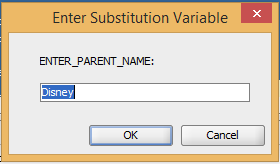 Enter Substitution Variable
ENTER_PARENT_NAME:
Disney
OK Cancel